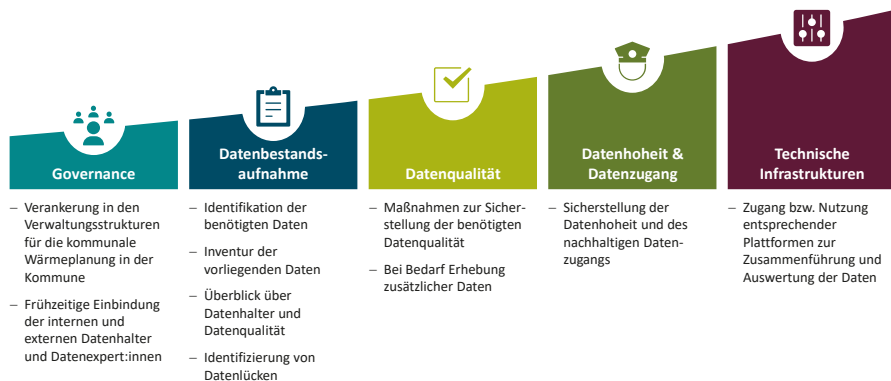 Governance
– Verankerung in den
Verwaltungsstrukturen
für die kommunale
Wärmeplanung in der
Kommune
– Frühzeitige Einbindung
der internen und
externen Datenhalter
und Datenexpert:innen
Datenbestands-
aufnahme
– Identifikation der
benötigten Daten
– Inventur der
vorliegenden Daten
– Überblick über
Datenhalter und
Datenqualität
– Identifizierung von
Datenlücken
Datenqualität
– Maßnahmen zur Sicher-
stellung der benötigten
Datenqualität
– Bei Bedarf Erhebung
zusätzlicher Daten
Datenhoheit &
Datenzugang
– Sicherstellung der
Datenhoheit und des
nachhaltigen Daten-
zugangs
Technische
Infrastrukturen
– Zugang bzw. Nutzung
entsprechender
Plattformen zur
Zusammenführung und
Auswertung der Daten